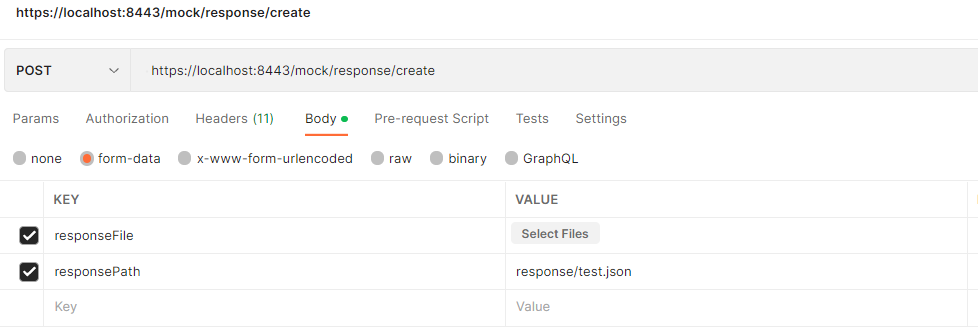 https://localhost:8443/mock/response/create
POST https://localhost:8443/mock/response/create
Params Authorization Headers (11) Body Pre-request Script Tests Settings
none form-data x-www-form-urlencoded raw binary GraphQL
KEY VALUE
responseFile Select Files
responsePath response/test.json
Key Value